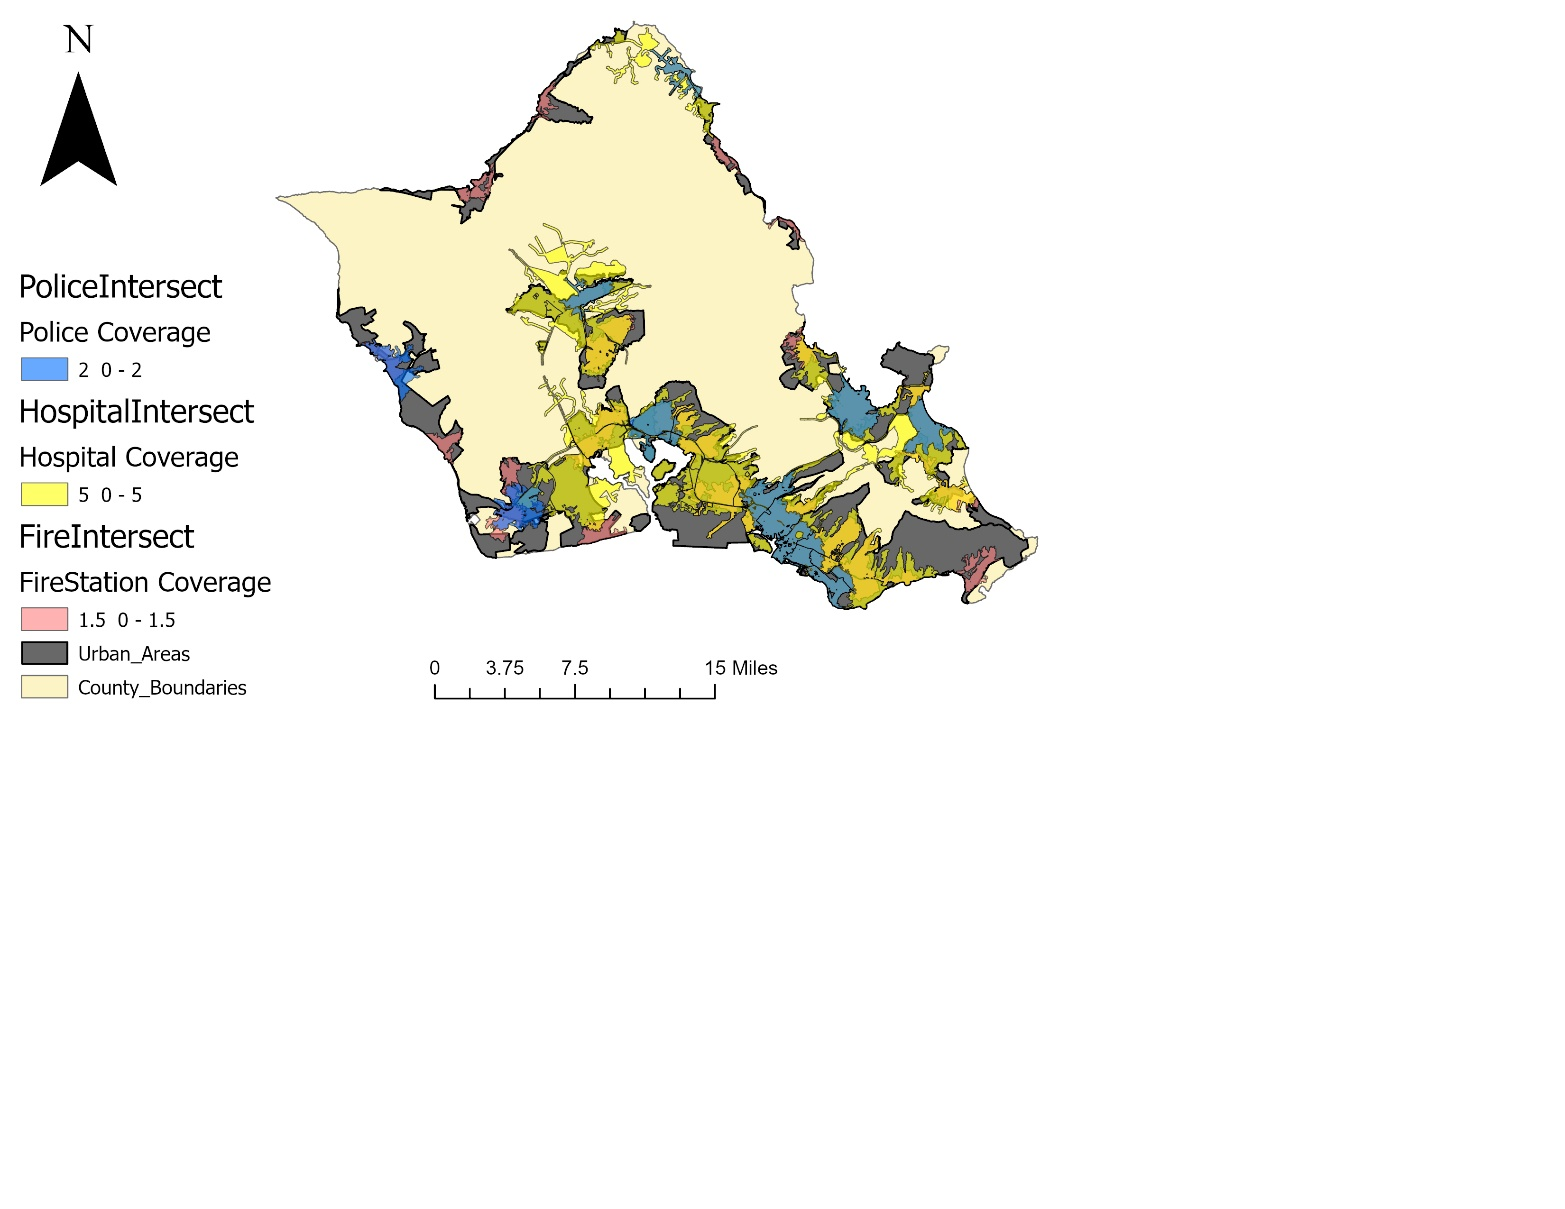 N
PoliceIntersect
Police Coverage
2 0 - 2
HospitalIntersect
Hospital Coverage
5 0 - 5
FireIntersect
FireStation Coverage
1.5 0 - 1.5
Urban_Areas
County_Boundaries
0 3.75 7.5 15 Miles